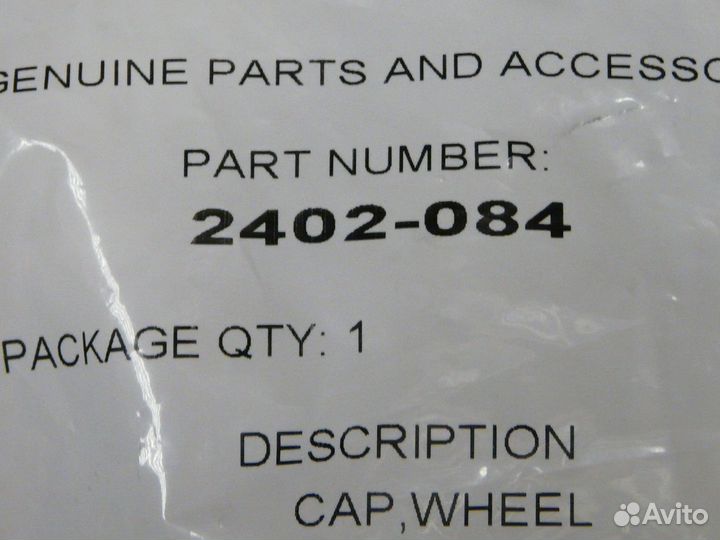 GENUINE PARTS AND ACCESSO
PART NUMBER:
2402-084
PACKAGE QTY: 1
DESCRIPTION
CAP,WHEEL
Avito